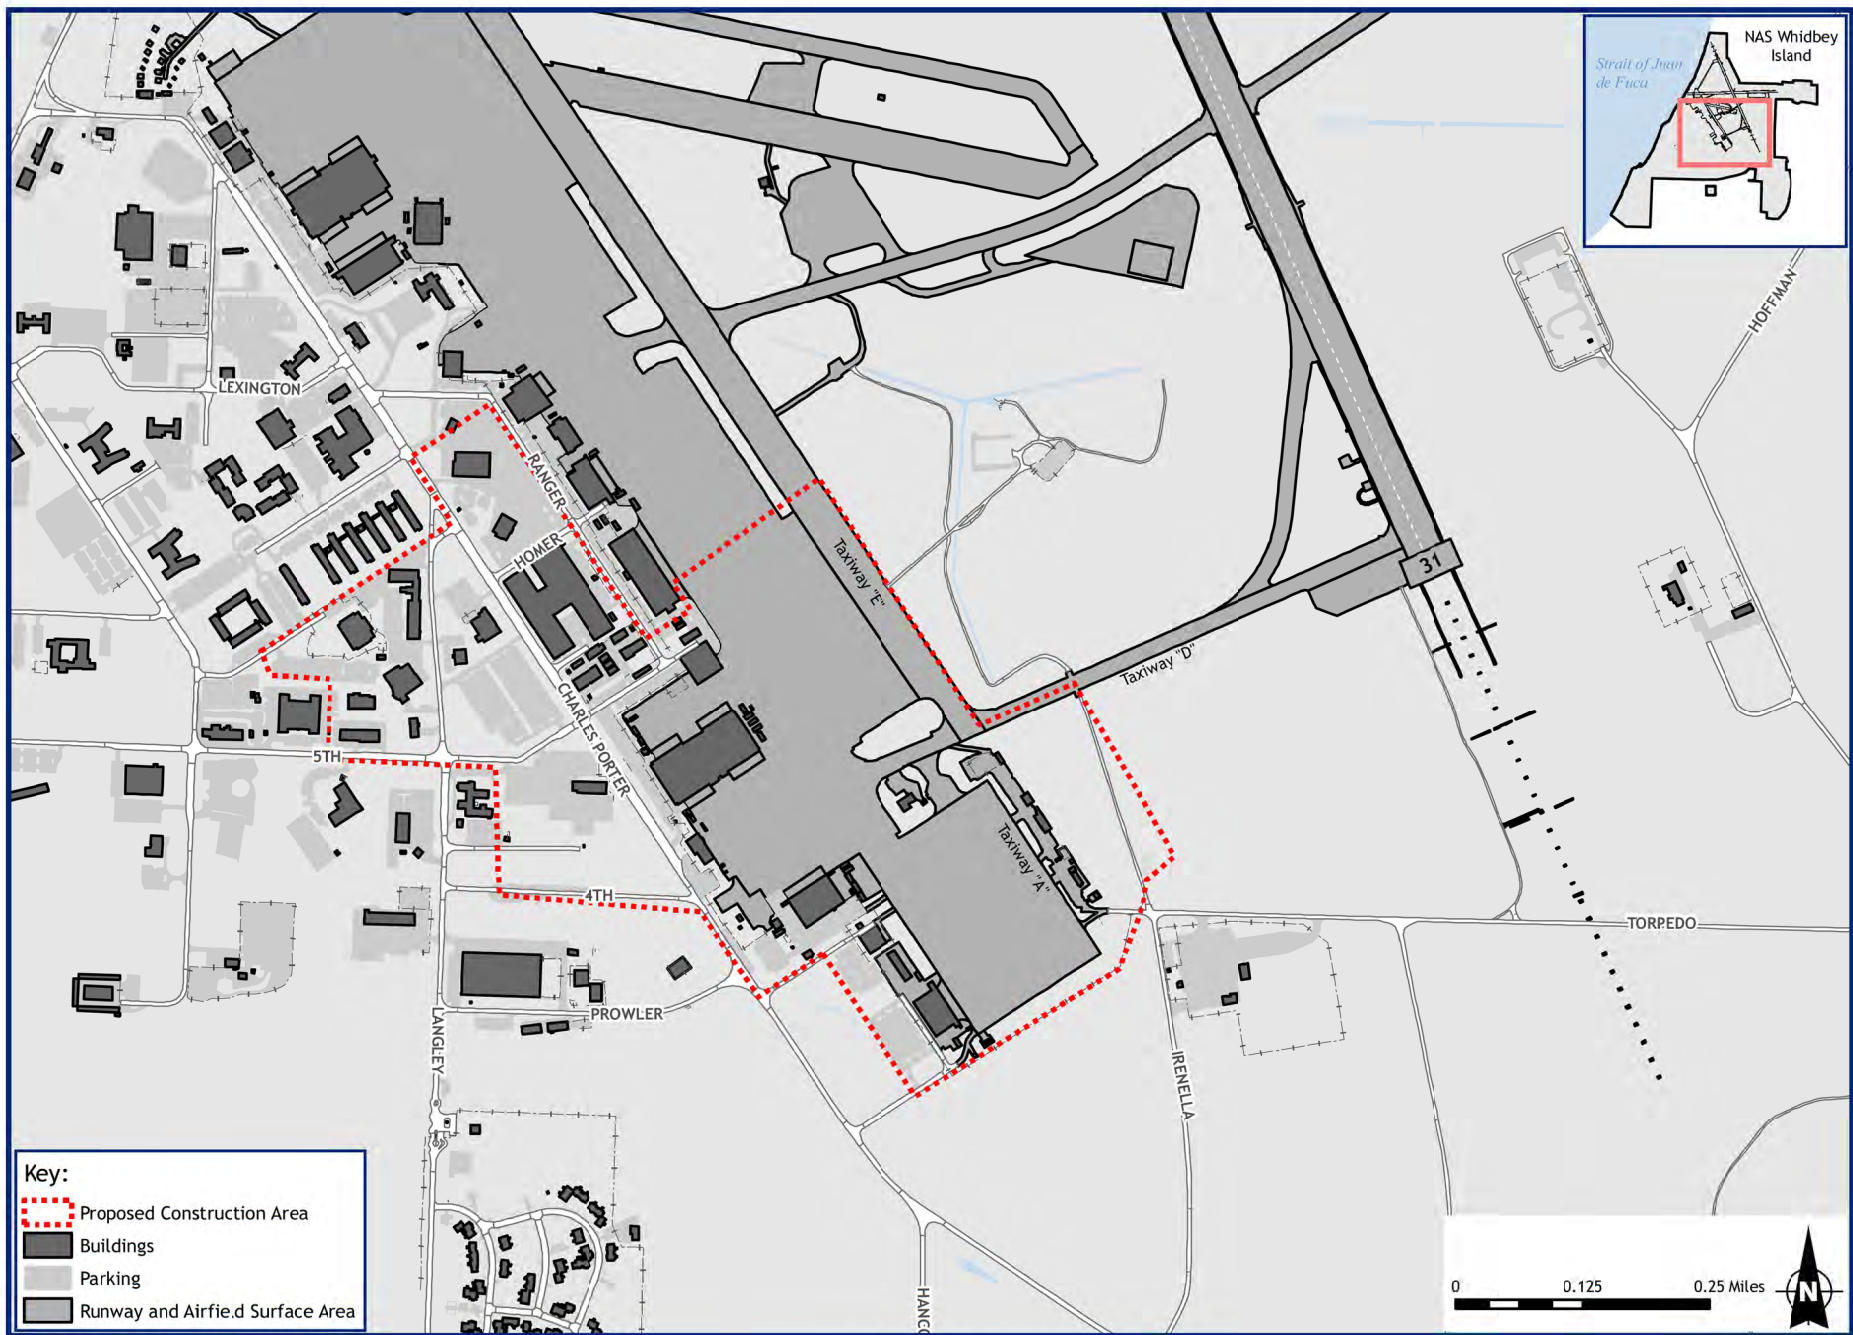 NAS Whidbey
Island
Strait of Juan
de Fuca
HOFFMAN
LEXINGTON
RANGER
HOMER
Taxiway "E"
31
Taxiway "D"
CHARLES PORTER
5TH
Taxiway "A"
4TH
TORPEDO
PROWLER
LANGLEY
IRENELLA
HANCO
Key:
Proposed Construction Area
Buildings
Parking
Runway and Airfield Surface Area
0 0.125 0.25 Miles
N